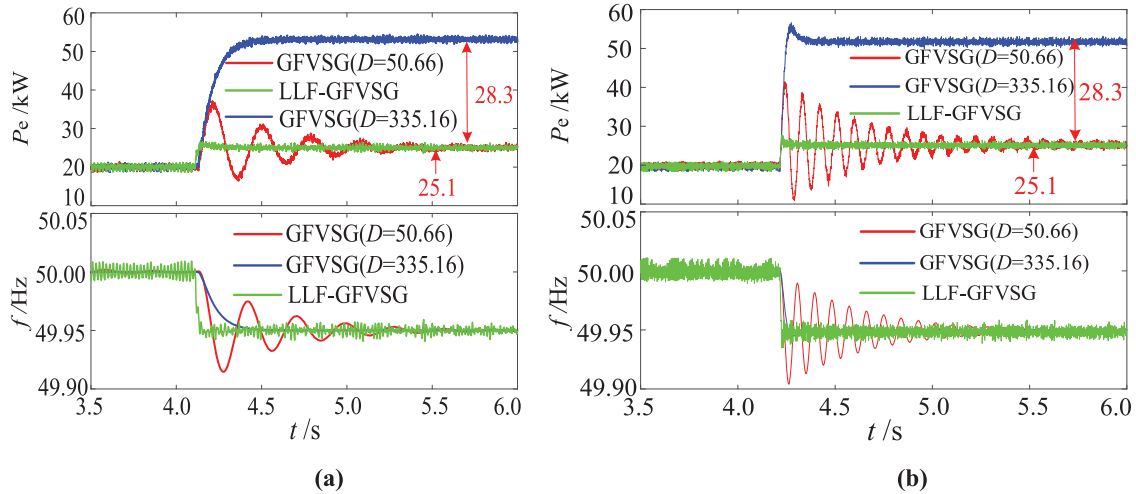 60
50
40
30
20
10
Pe /kW
GFVSG(D=50.66)
LLF-GFVSG
GFVSG(D=335.16)
28.3
25.1
50.05
50.00
49.95
49.90
f /Hz
GFVSG(D=50.66)
GFVSG(D=335.16)
LLF-GFVSG
3.5 4.0 4.5 5.0 5.5 6.0
t /s
(a)
60
50
40
30
20
10
Pe /kW
GFVSG(D=50.66)
GFVSG(D=335.16)
LLF-GFVSG
28.3
25.1
50.05
50.00
49.95
49.90
f /Hz
GFVSG(D=50.66)
GFVSG(D=335.16)
LLF-GFVSG
3.5 4.0 4.5 5.0 5.5 6.0
t /s
(b)